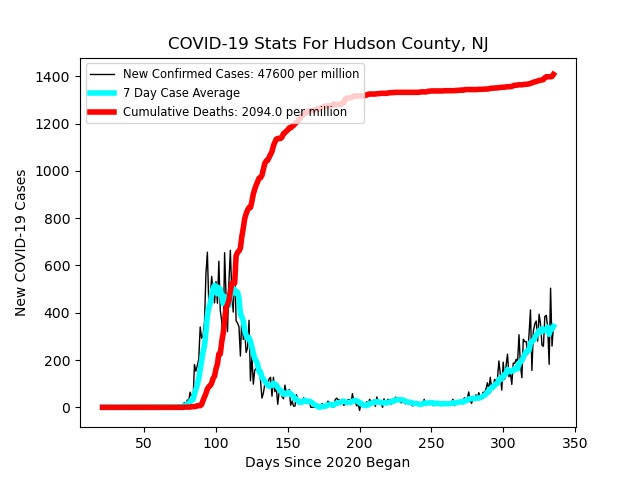 COVID-19 Stats For Hudson County, NJ
New Confirmed Cases: 47600 per million
7 Day Case Average
Cumulative Deaths: 2094.0 per million
New COVID-19 Cases
1400
1200
1000
800
600
400
200
0
50 100 150 200 250 300 350
Days Since 2020 Began